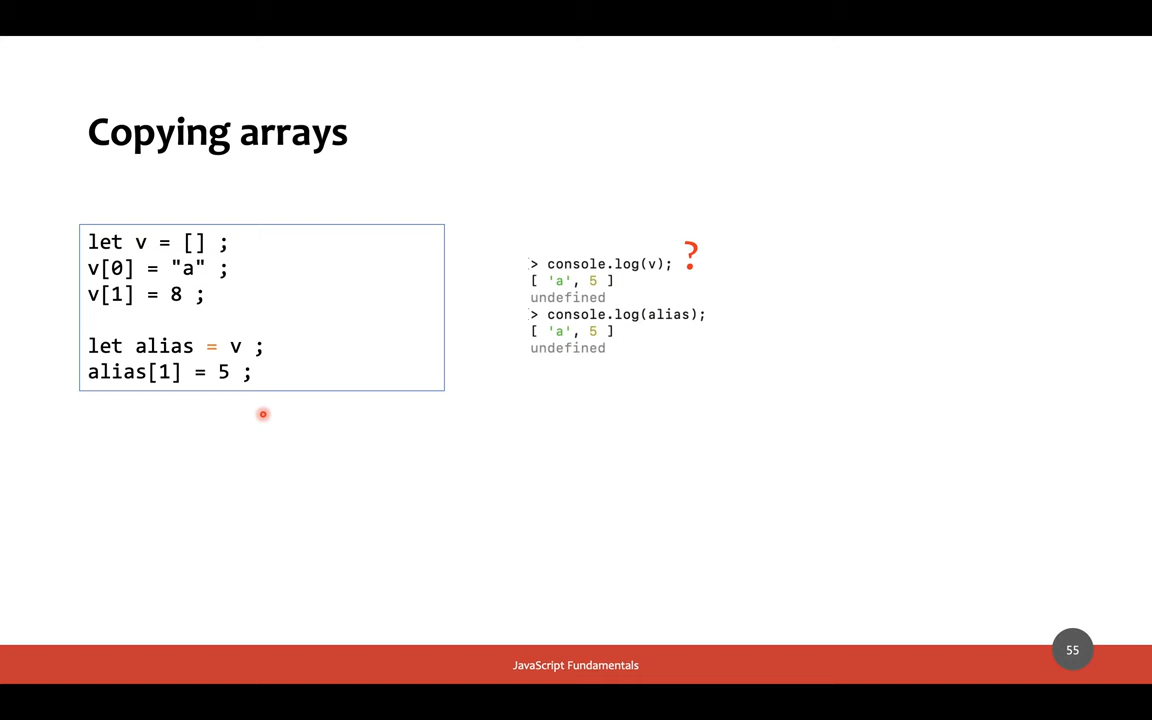 Copying arrays
let v = [] ;
v[0] = "a" ;
v[1] = 8 ;
let alias = v ;
alias[1] = 5 ;
> console.log(v); ?
[ 'a', 5 ]
undefined
> console.log(alias);
[ 'a', 5 ]
undefined
JavaScript Fundamentals
55